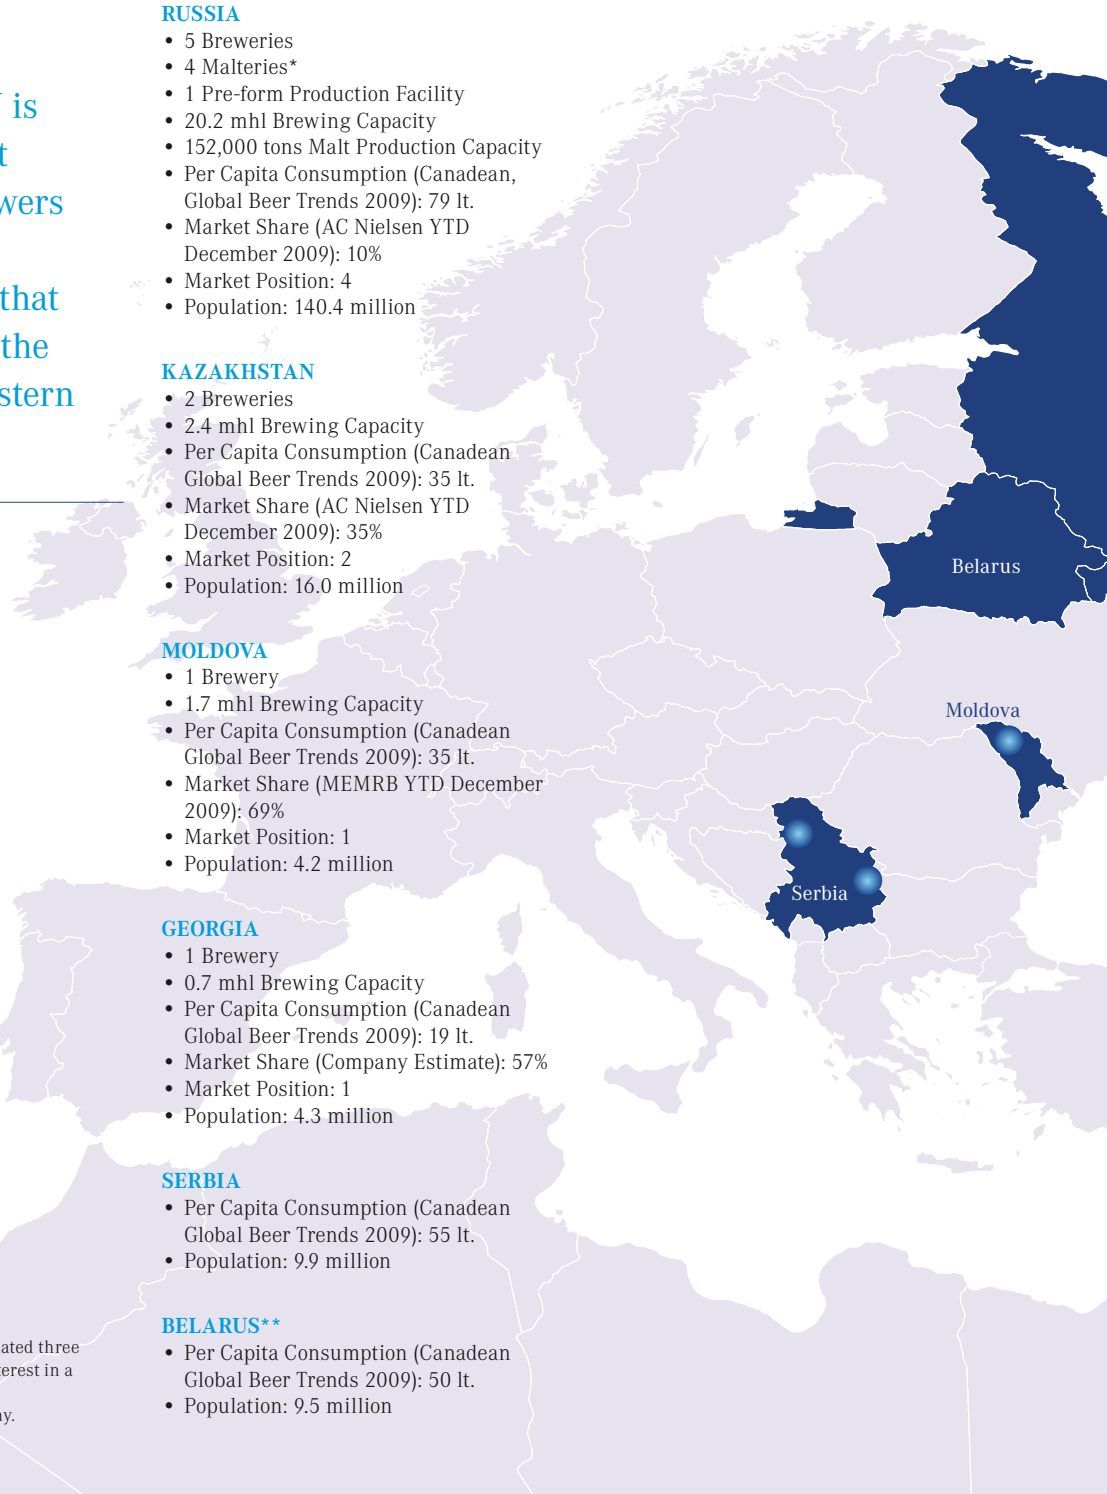 RUSSIA
• 5 Breweries
• 4 Malteries*
• 1 Pre-form Production Facility
• 20.2 mhl Brewing Capacity
• 152,000 tons Malt Production Capacity
• Per Capita Consumption (Canadean,
Global Beer Trends 2009): 79 lt.
• Market Share (AC Nielsen YTD
December 2009): 10%
• Market Position: 4
• Population: 140.4 million
KAZAKHSTAN
• 2 Breweries
• 2.4 mhl Brewing Capacity
• Per Capita Consumption (Canadean
Global Beer Trends 2009): 35 lt.
• Market Share (AC Nielsen YTD
December 2009): 35%
• Market Position: 2
• Population: 16.0 million
MOLDOVA
• 1 Brewery
• 1.7 mhl Brewing Capacity
• Per Capita Consumption (Canadean
Global Beer Trends 2009): 35 lt.
• Market Share (MEMRB YTD December
2009): 69%
• Market Position: 1
• Population: 4.2 million
GEORGIA
• 1 Brewery
• 0.7 mhl Brewing Capacity
• Per Capita Consumption (Canadean
Global Beer Trends 2009): 19 lt.
• Market Share (Company Estimate): 57%
• Market Position: 1
• Population: 4.3 million
SERBIA
• Per Capita Consumption (Canadean
Global Beer Trends 2009): 55 lt.
• Population: 9.9 million
BELARUS**
• Per Capita Consumption (Canadean
Global Beer Trends 2009): 50 lt.
• Population: 9.5 million
is
wers
that
the
stern
ated three
erest in a
y.
Belarus
Moldova
Serbia